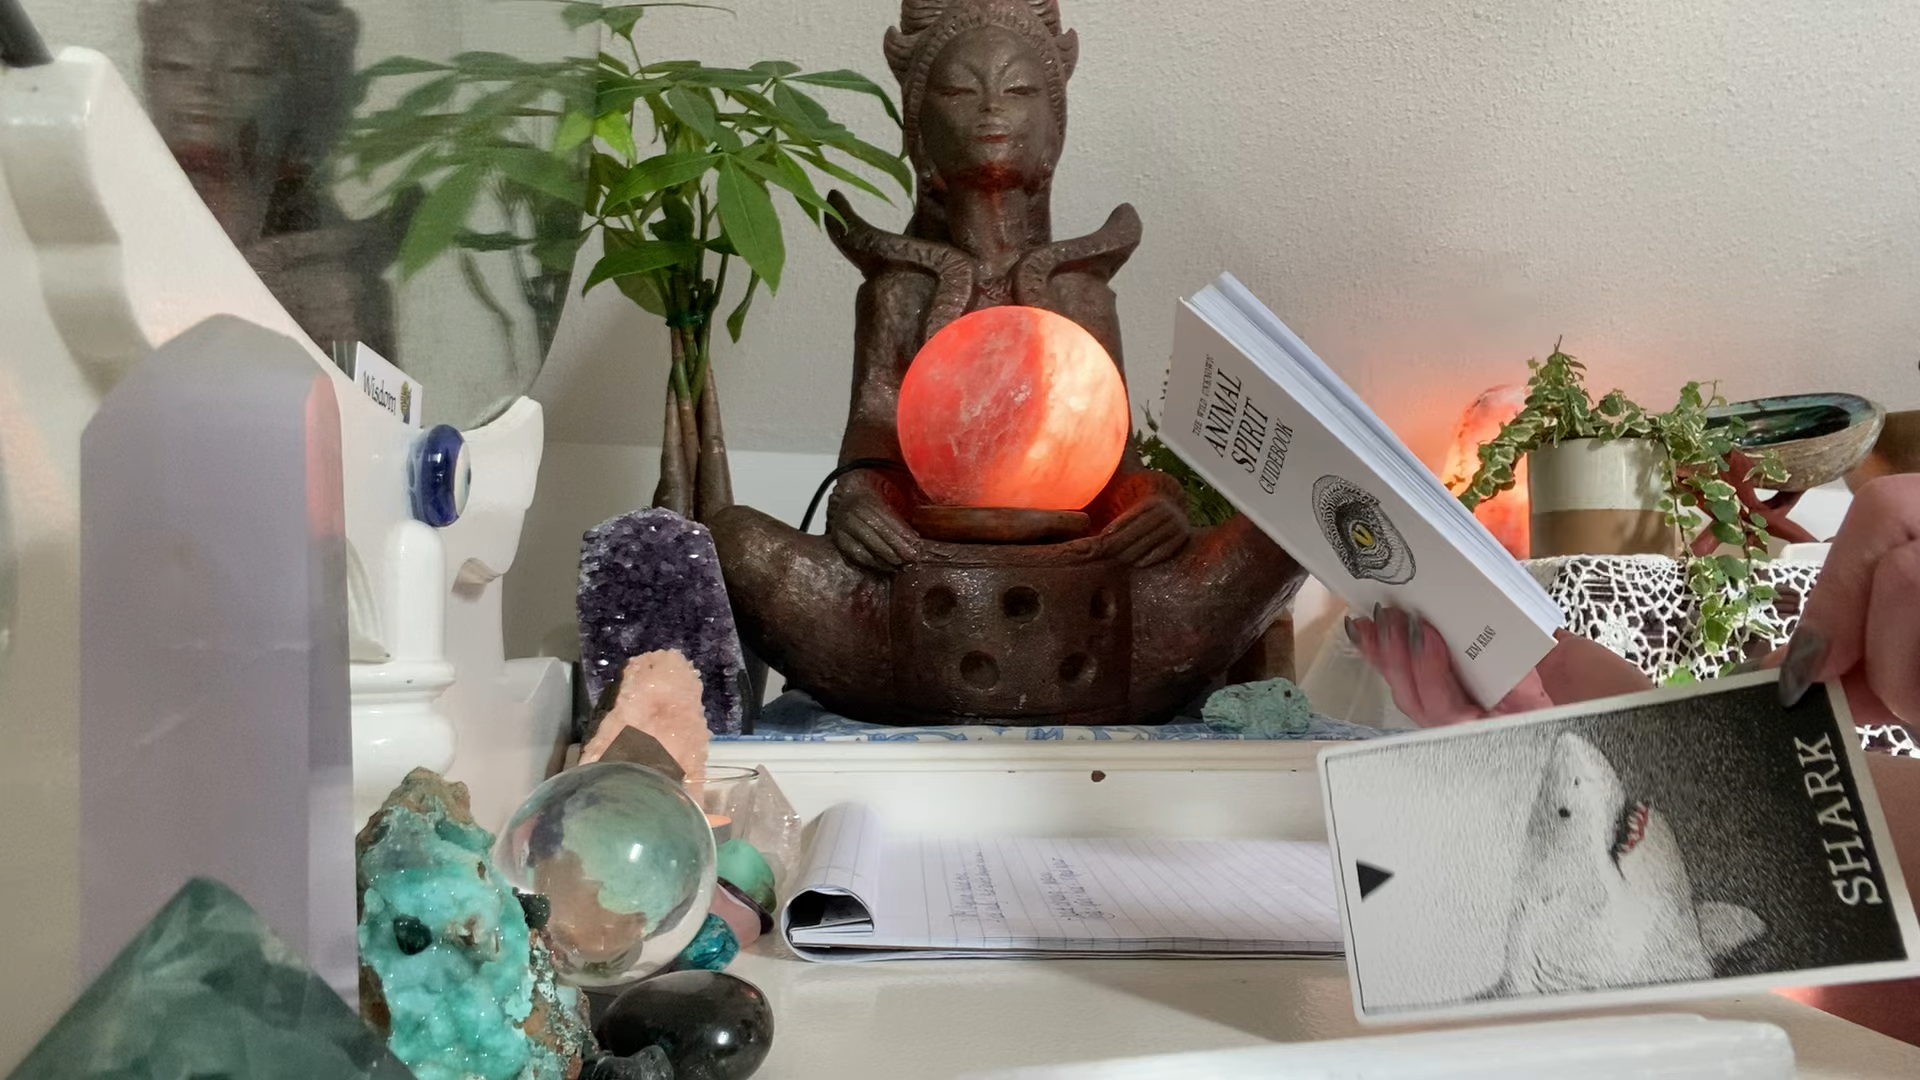 Wisdom
THE WILD UNKNOWN
ANIMAL
SPIRIT
GUIDEBOOK
KIM KRANS
SHARK